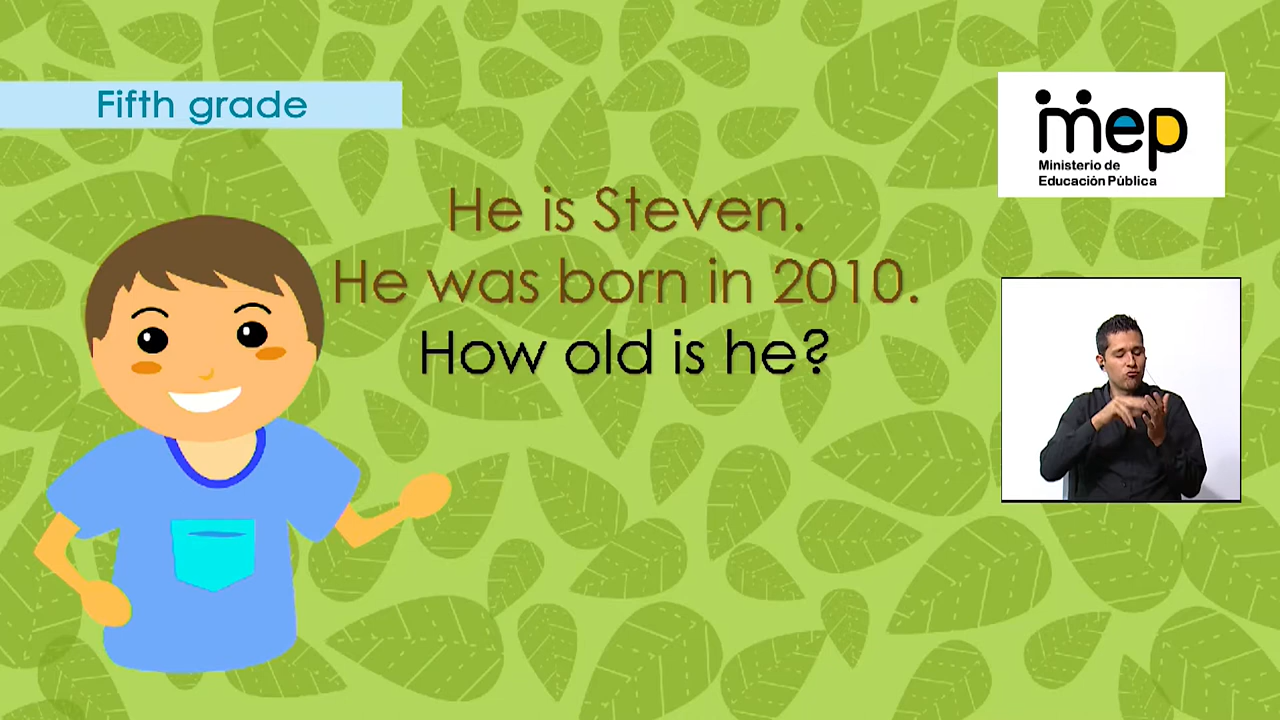 Fifth grade
mep
Ministerio de
Educación Pública
He is Steven.
He was born in 2010.
How old is he?